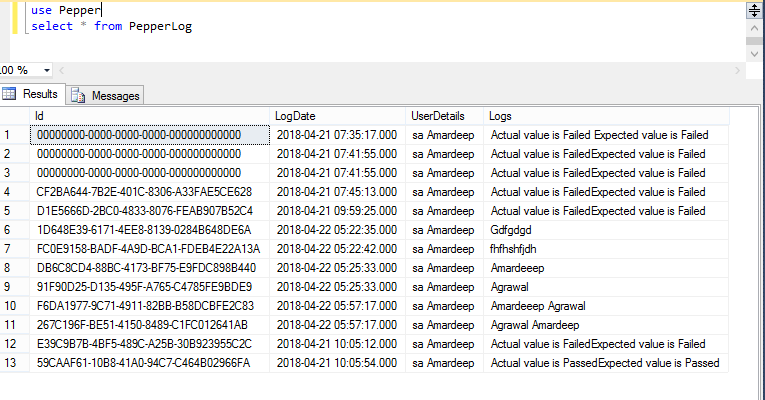 use Pepper
select * from PepperLog
.00 %
Results Messages
Id LogDate UserDetails Logs
1 00000000-0000-0000-0000-000000000000 2018-04-21 07:35:17.000 sa Amardeep Actual value is Failed Expected value is Failed
2 00000000-0000-0000-0000-000000000000 2018-04-21 07:41:55.000 sa Amardeep Actual value is FailedExpected value is Failed
3 00000000-0000-0000-0000-000000000000 2018-04-21 07:41:55.000 sa Amardeep Actual value is FailedExpected value is Failed
4 CF2BA644-7B2E-401C-8306-A33FAE5CE628 2018-04-21 07:45:13.000 sa Amardeep Actual value is FailedExpected value is Failed
5 D1E5666D-2BC0-4833-8076-FEAB907B52C4 2018-04-21 09:59:25.000 sa Amardeep Actual value is FailedExpected value is Failed
6 1D648E39-6171-4EE8-8139-0284B648DE6A 2018-04-22 05:22:35.000 sa Amardeep Gdfgdgd
7 FC0E9158-BADF-4A9D-BCA1-FDEB4E22A13A 2018-04-22 05:22:42.000 sa Amardeep fhfhshfjdh
8 DB6C8CD4-88BC-4173-BF75-E9FDC898B440 2018-04-22 05:25:33.000 sa Amardeep Amardeeep
9 91F90D25-D135-495F-A765-C4785FE9BDE9 2018-04-22 05:25:33.000 sa Amardeep Agrawal
10 F6DA1977-9C71-4911-82BB-B58DCBFE2C83 2018-04-22 05:57:17.000 sa Amardeep Amardeeep Agrawal
11 267C196F-BE51-4150-8489-C1FC012641AB 2018-04-22 05:57:17.000 sa Amardeep Agrawal Amardeep
12 E39C9B7B-4BF5-489C-A25B-30B923955C2C 2018-04-21 10:05:12.000 sa Amardeep Actual value is FailedExpected value is Failed
13 59CAAF61-10B8-41A0-94C7-C464B02966FA 2018-04-21 10:05:54.000 sa Amardeep Actual value is PassedExpected value is Passed